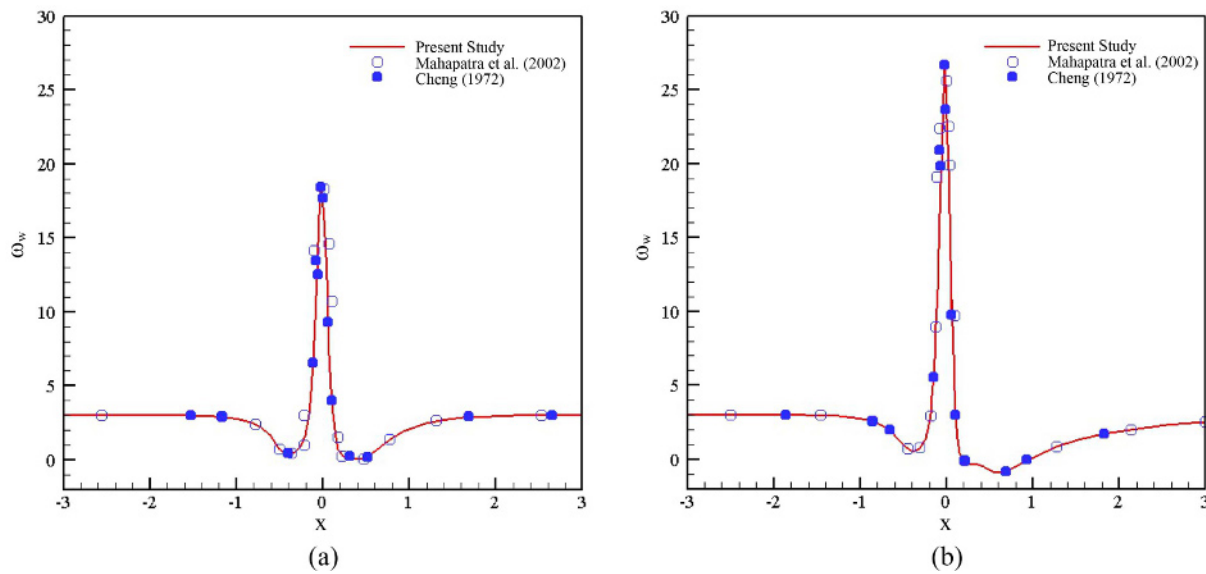 30
25
20
15
10
5
0
ω_w
-3 -2 -1 0 1 2 3
x
Present Study
Mahapatra et al. (2002)
Cheng (1972)
(a)
30
25
20
15
10
5
0
ω_w
-3 -2 -1 0 1 2 3
x
Present Study
Mahapatra et al. (2002)
Cheng (1972)
(b)